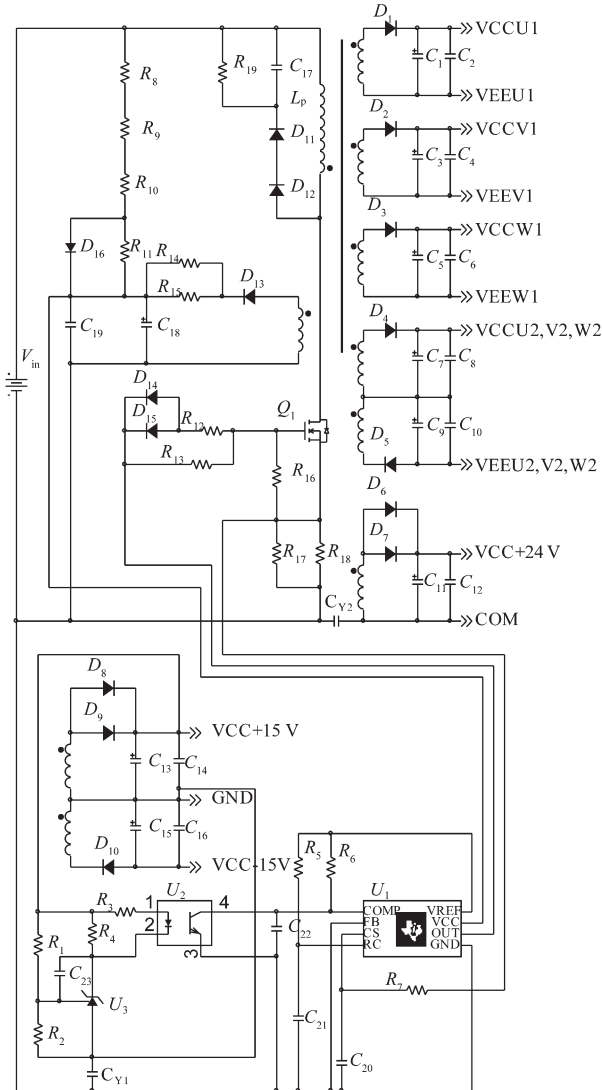 D1
VCCU1
R8
R19
C17
C1
C2
Lp
VEEU1
D2
D11
VCCV1
R9
C3
C4
R10
D12
VEEV1
D3
VCCW1
D16
R11
R14
C5
C6
R15
D13
VEEW1
C19
C18
D4
VCCU2,V2,W2
Vin
C7
C8
D14
Q1
D15
R12
C9
C10
D5
R13
VEEU2,V2,W2
R16
D6
D7
R17
R18
VCC+24 V
C11
C12
CY2
COM
D8
D9
VCC+15 V
C13
C14
GND
C15
C16
D10
VCC-15V
R5
R6
U2
U1
R3
1
4
COMP
VREF
2
FB
VCC
R1
R4
CS
OUT
3
C22
RC
GND
C23
R7
U3
C21
R2
C20
CY1